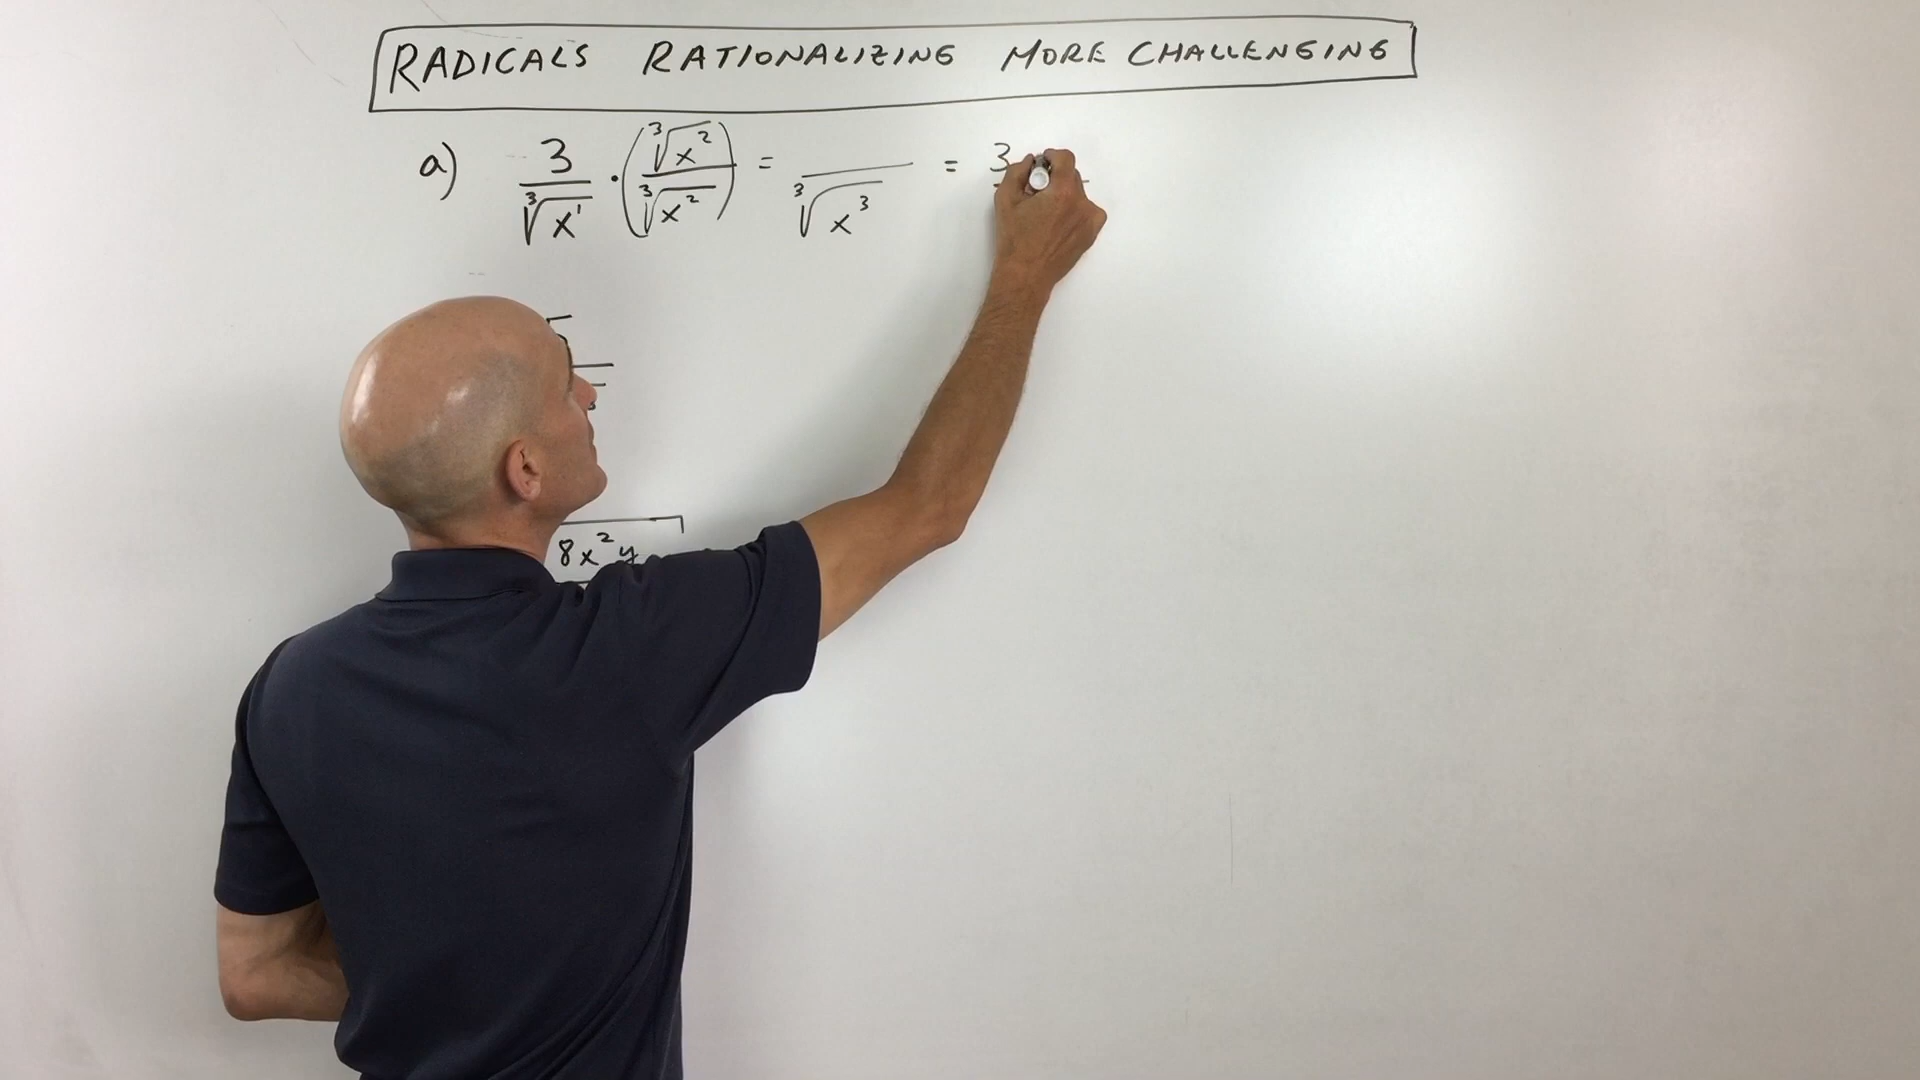 RADICALS RATIONALIZING MORE CHALLENGING
a) 3/∛x¹ · (∛x²/∛x²) = /∛x³ = 3
8x²y